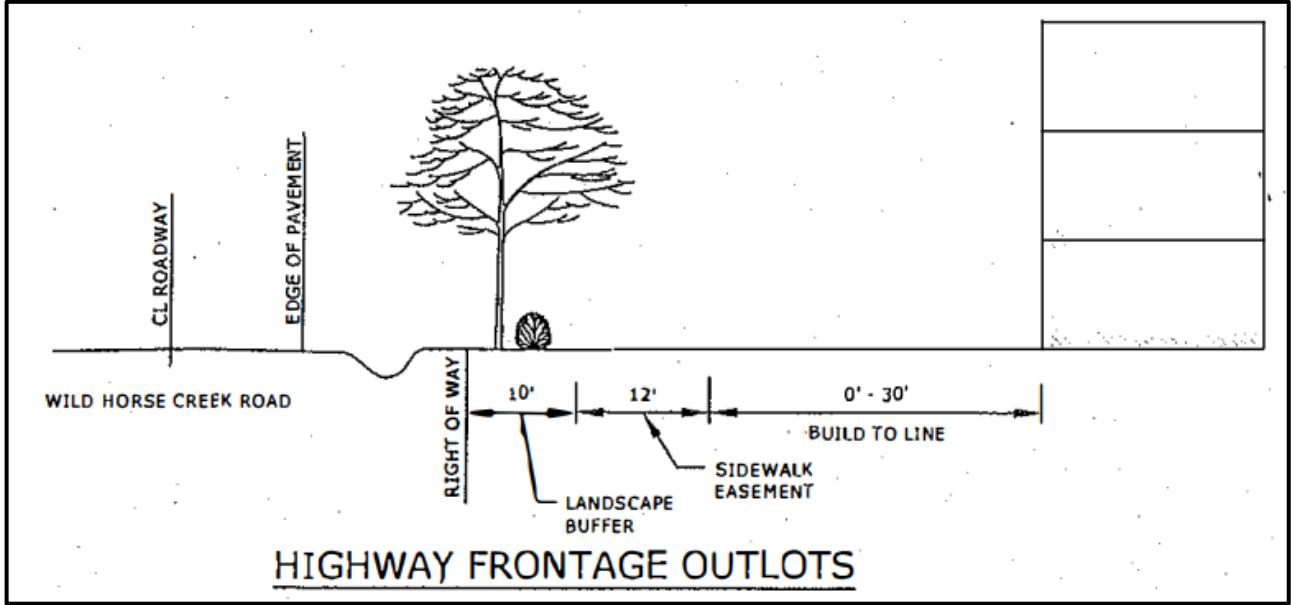 CL ROADWAY
EDGE OF PAVEMENT
WILD HORSE CREEK ROAD
RIGHT OF WAY
10'
12'
0' - 30'
BUILD TO LINE
SIDEWALK
EASEMENT
LANDSCAPE
BUFFER
HIGHWAY FRONTAGE OUTLOTS